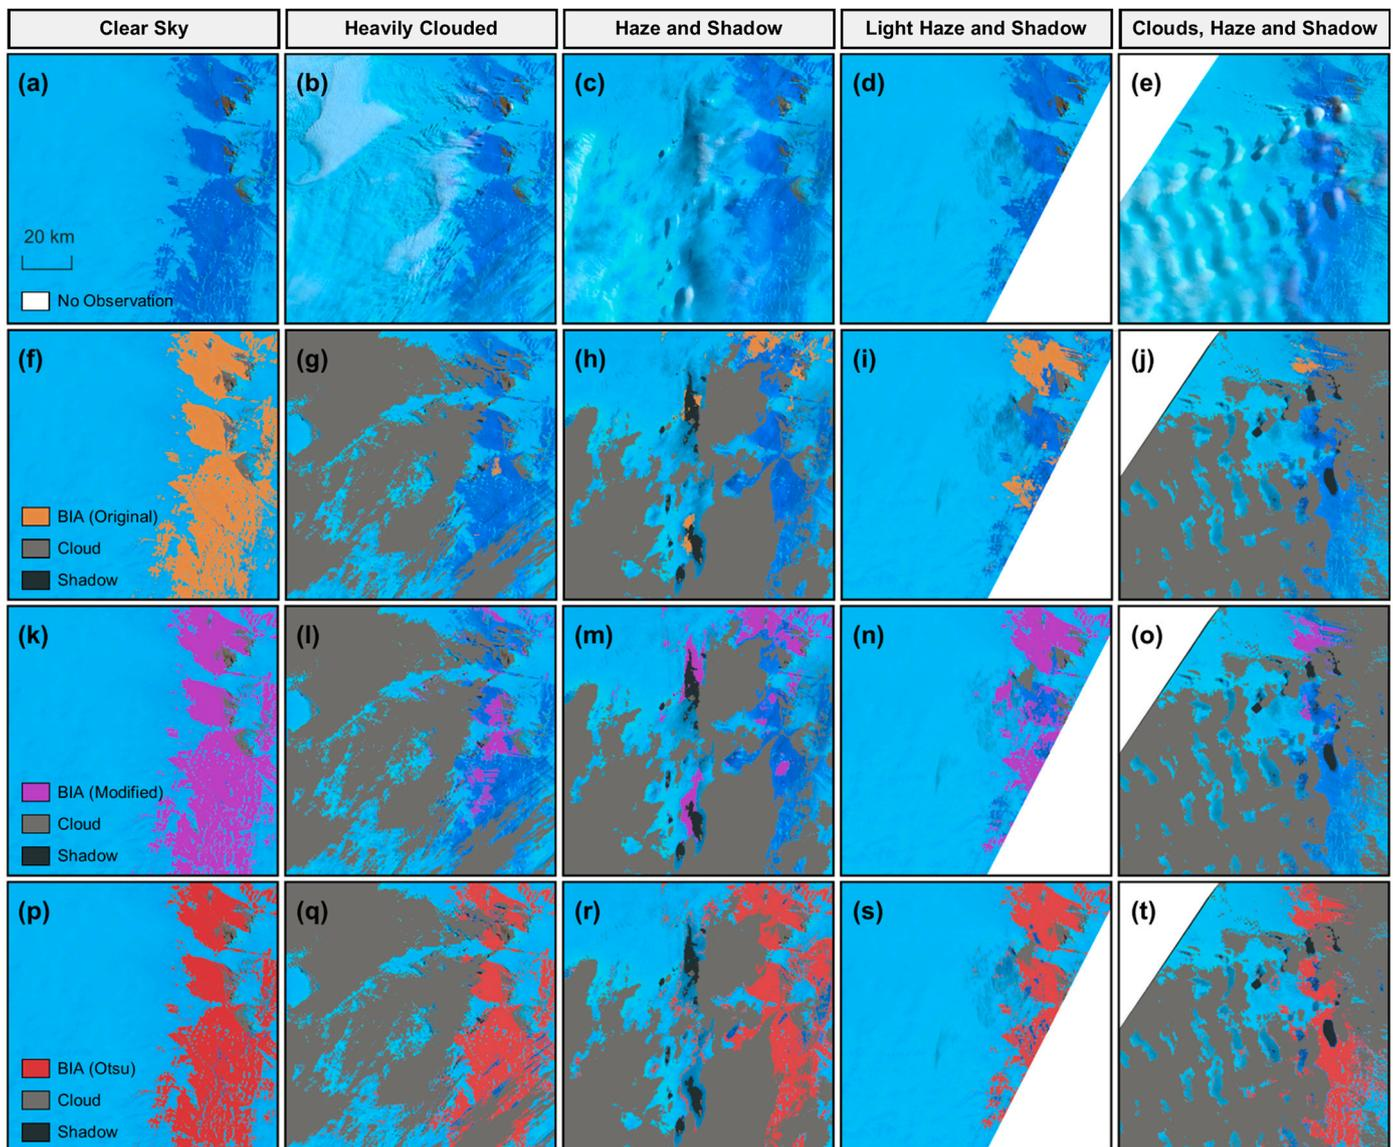 Clear Sky
Heavily Clouded
Haze and Shadow
Light Haze and Shadow
Clouds, Haze and Shadow
(a)
(b)
(c)
(d)
(e)
20 km
No Observation
(f)
(g)
(h)
(i)
(j)
BIA (Original)
Cloud
Shadow
(k)
(l)
(m)
(n)
(o)
BIA (Modified)
Cloud
Shadow
(p)
(q)
(r)
(s)
(t)
BIA (Otsu)
Cloud
Shadow